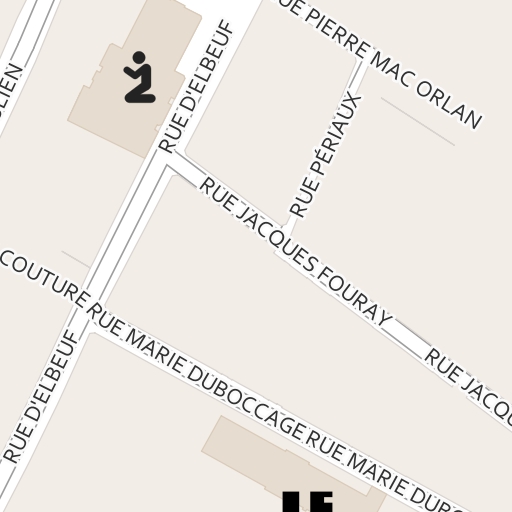 RUE PIERRE MAC ORLAN
RUE D'ELBEUF
LIEN
RUE PÉRIAUX
RUE JACQUES FOURAY
COUTURE
RUE MARIE DUBOCCAGE
RUE D'ELBEUF
RUE JACQU
RUE MARIE DUBO